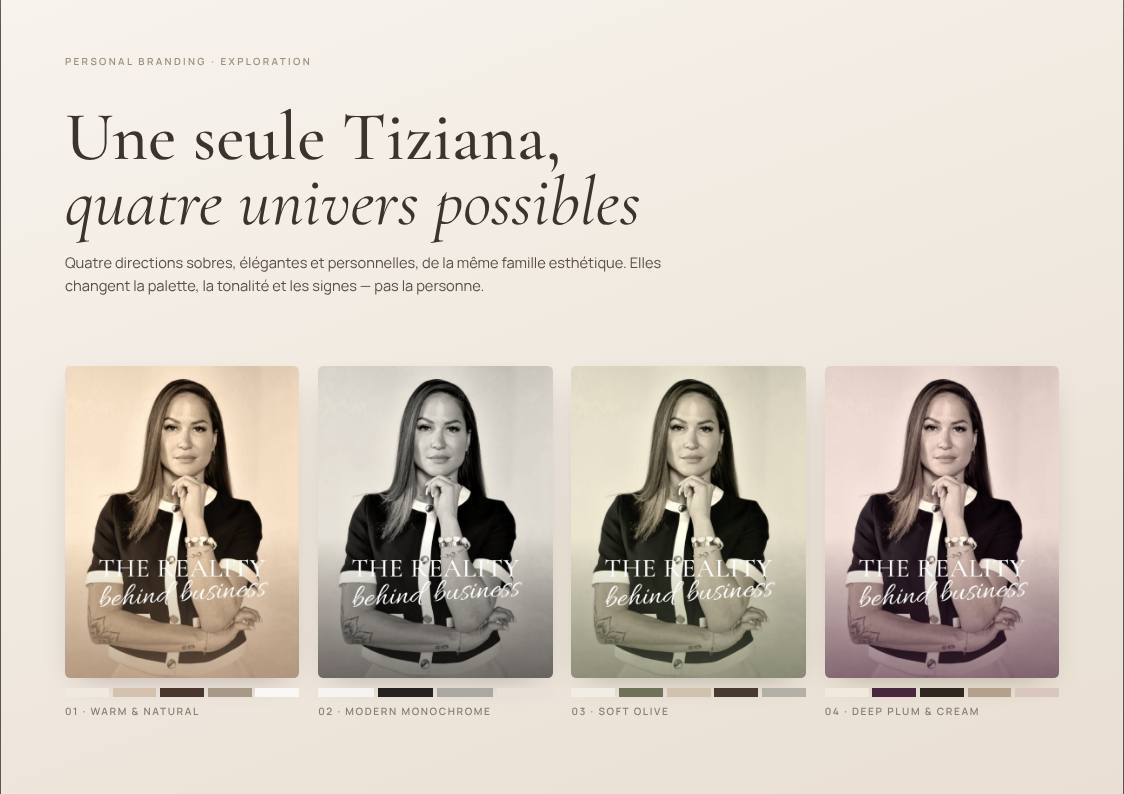 PERSONAL BRANDING · EXPLORATION
Une seule Tiziana,
quatre univers possibles
Quatre directions sobres, élégantes et personnelles, de la même famille esthétique. Elles
changent la palette, la tonalité et les signes — pas la personne.
THE REALITY
behind business
01 · WARM & NATURAL
THE REALITY
behind business
02 · MODERN MONOCHROME
THE REALITY
behind business
03 · SOFT OLIVE
THE REALITY
behind business
04 · DEEP PLUM & CREAM